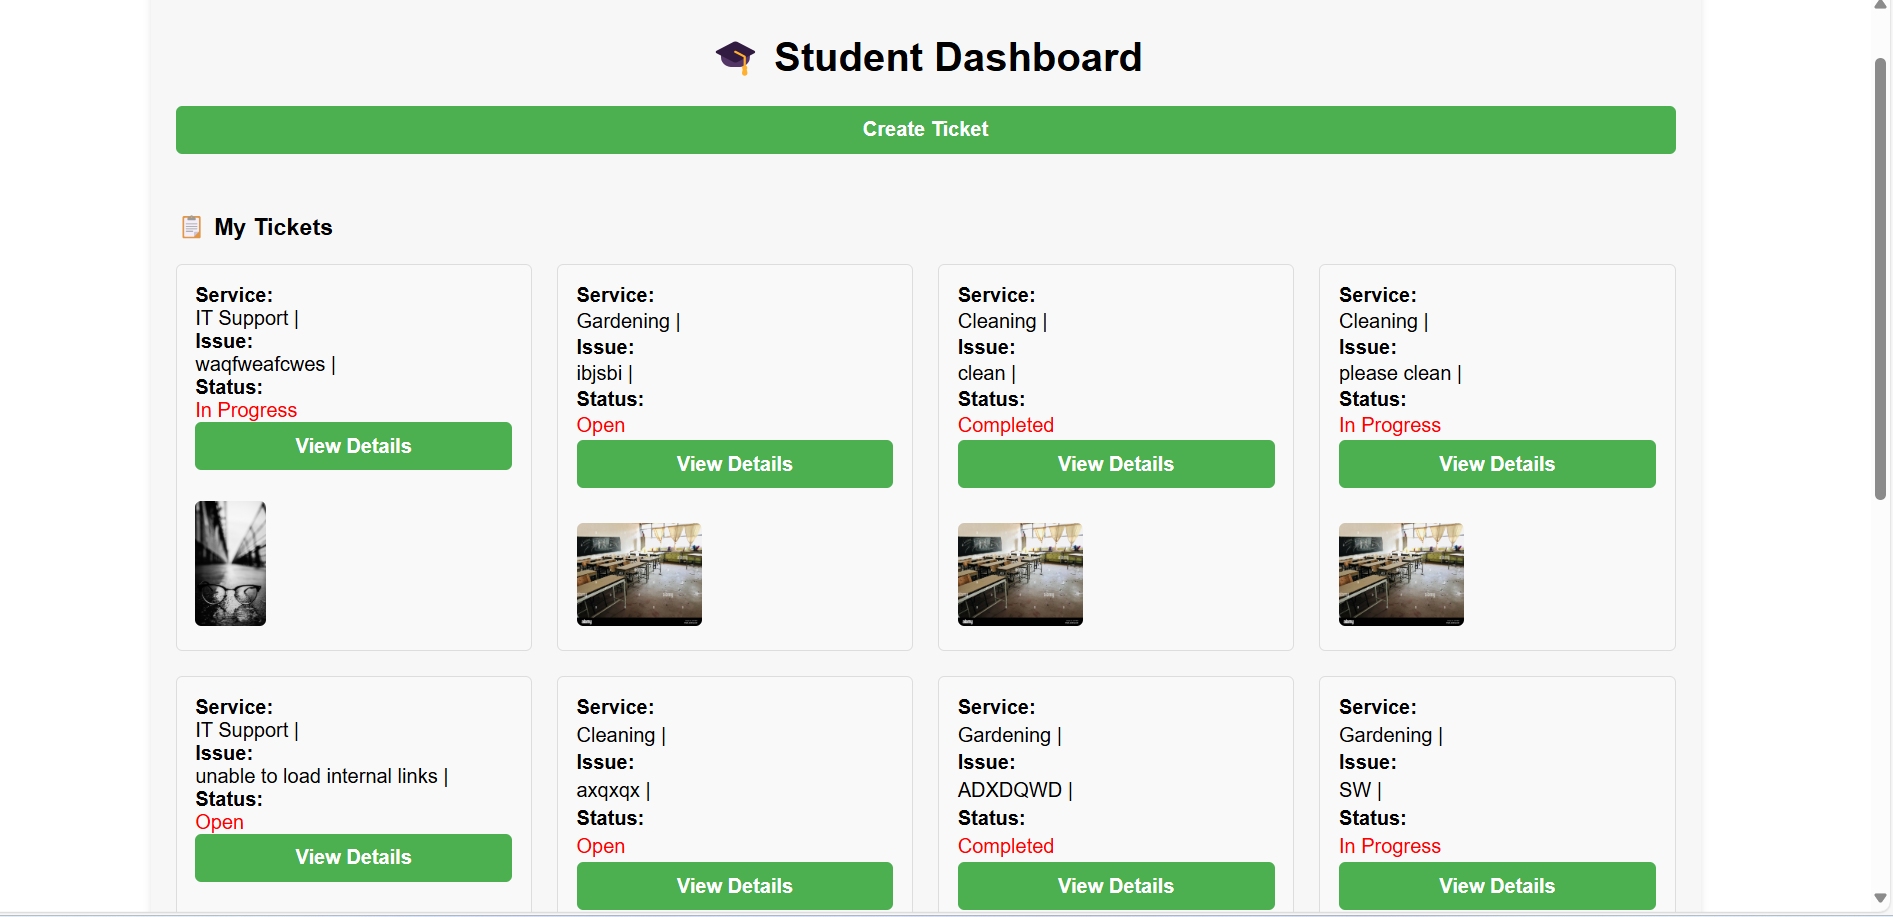 Student Dashboard
Create Ticket
My Tickets
Service:
IT Support |
Issue:
waqfweafcwes |
Status:
In Progress
View Details
Service:
Gardening |
Issue:
ibjsbi |
Status:
Open
View Details
Service:
Cleaning |
Issue:
clean |
Status:
Completed
View Details
Service:
Cleaning |
Issue:
please clean |
Status:
In Progress
View Details
Service:
IT Support |
Issue:
unable to load internal links |
Status:
Open
View Details
Service:
Cleaning |
Issue:
axqxqx |
Status:
Open
View Details
Service:
Gardening |
Issue:
ADXDQWD |
Status:
Completed
View Details
Service:
Gardening |
Issue:
SW |
Status:
In Progress
View Details